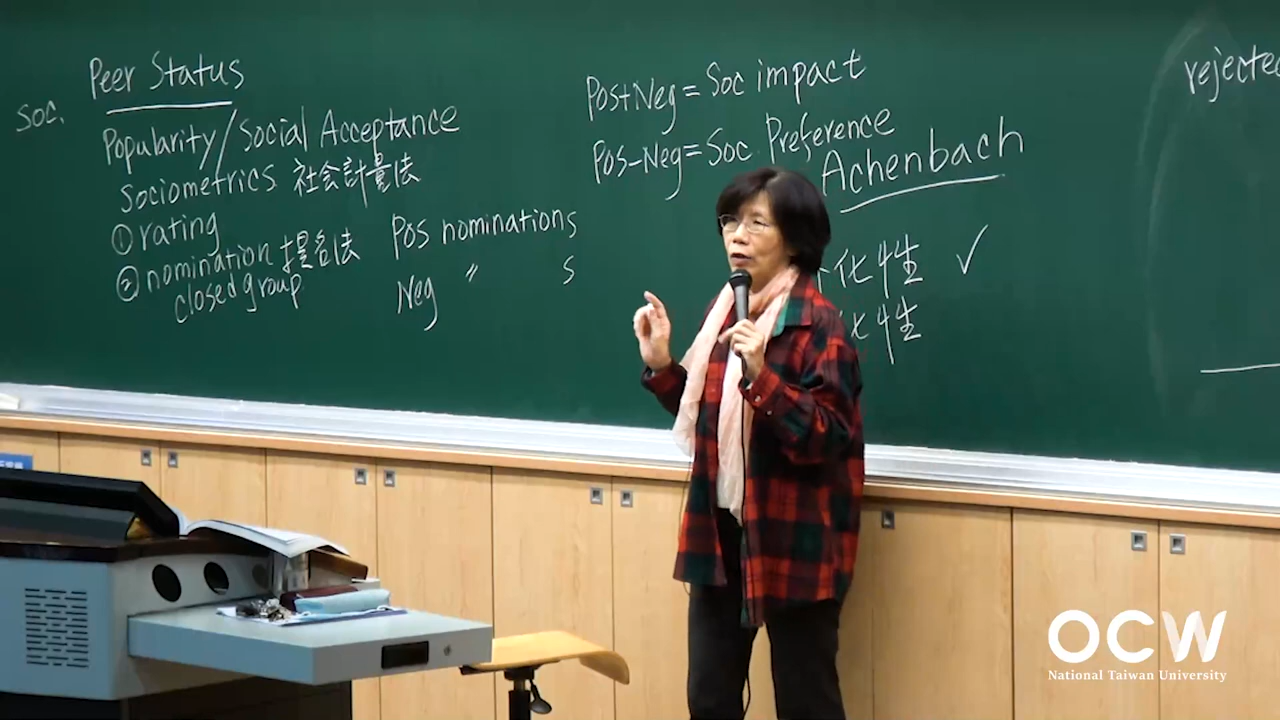 Peer Status
soc.
Popularity/Social Acceptance
Sociometrics 社會計量法
① rating
② nomination 提名法
closed group
Pos nominations
Neg 〃 s
Pos+Neg = Soc impact
Pos-Neg = Soc. Preference
Achenbach
化性 ✓
化性
rejected
OCW
National Taiwan University